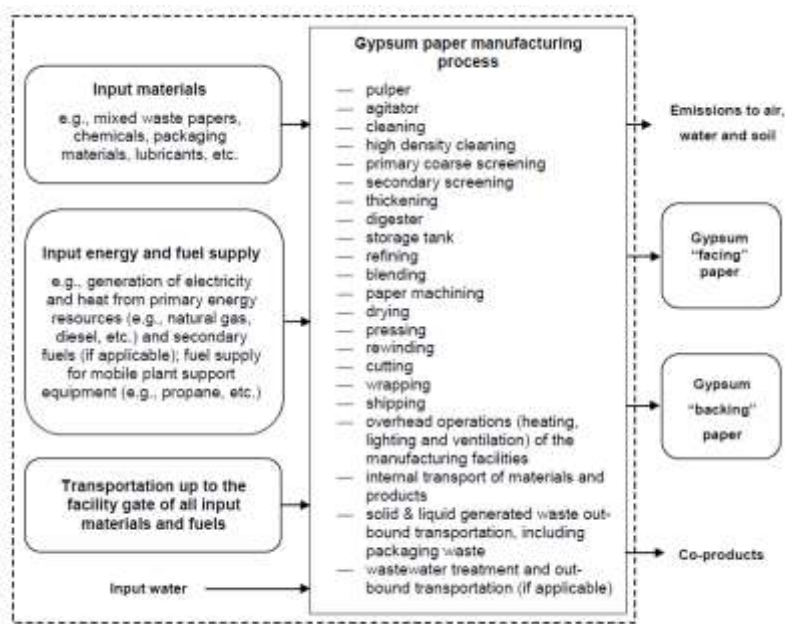 Input materials
e.g., mixed waste papers,
chemicals, packaging
materials, lubricants, etc.
Input energy and fuel supply
e.g., generation of electricity
and heat from primary energy
resources (e.g., natural gas,
diesel, etc.) and secondary
fuels (if applicable); fuel supply
for mobile plant support
equipment (e.g., propane, etc.)
Transportation up to the
facility gate of all input
materials and fuels
Input water
Gypsum paper manufacturing
process
— pulper
— agitator
— cleaning
— high density cleaning
— primary coarse screening
— secondary screening
— thickening
— digester
— storage tank
— refining
— blending
— paper machining
— drying
— pressing
— rewinding
— cutting
— wrapping
— shipping
— overhead operations (heating,
lighting and ventilation) of the
manufacturing facilities
— internal transport of materials and
products
— solid & liquid generated waste out-
bound transportation, including
packaging waste
— wastewater treatment and out-
bound transportation (if applicable)
Emissions to air,
water and soil
Gypsum
"facing"
paper
Gypsum
"backing"
paper
Co-products